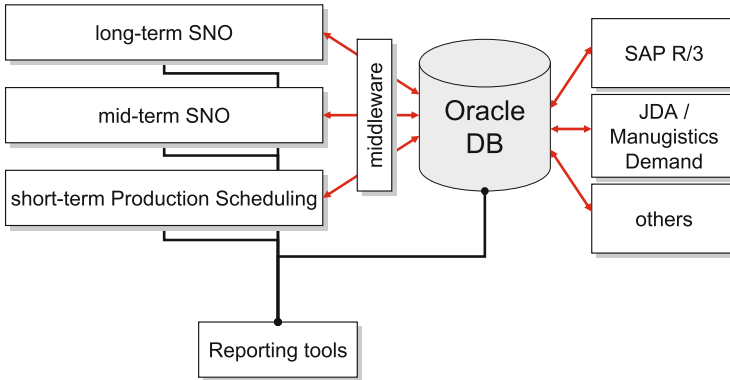 long-term SNO
mid-term SNO
short-term Production Scheduling
middleware
Oracle
DB
SAP R/3
JDA /
Manugistics
Demand
others
Reporting tools